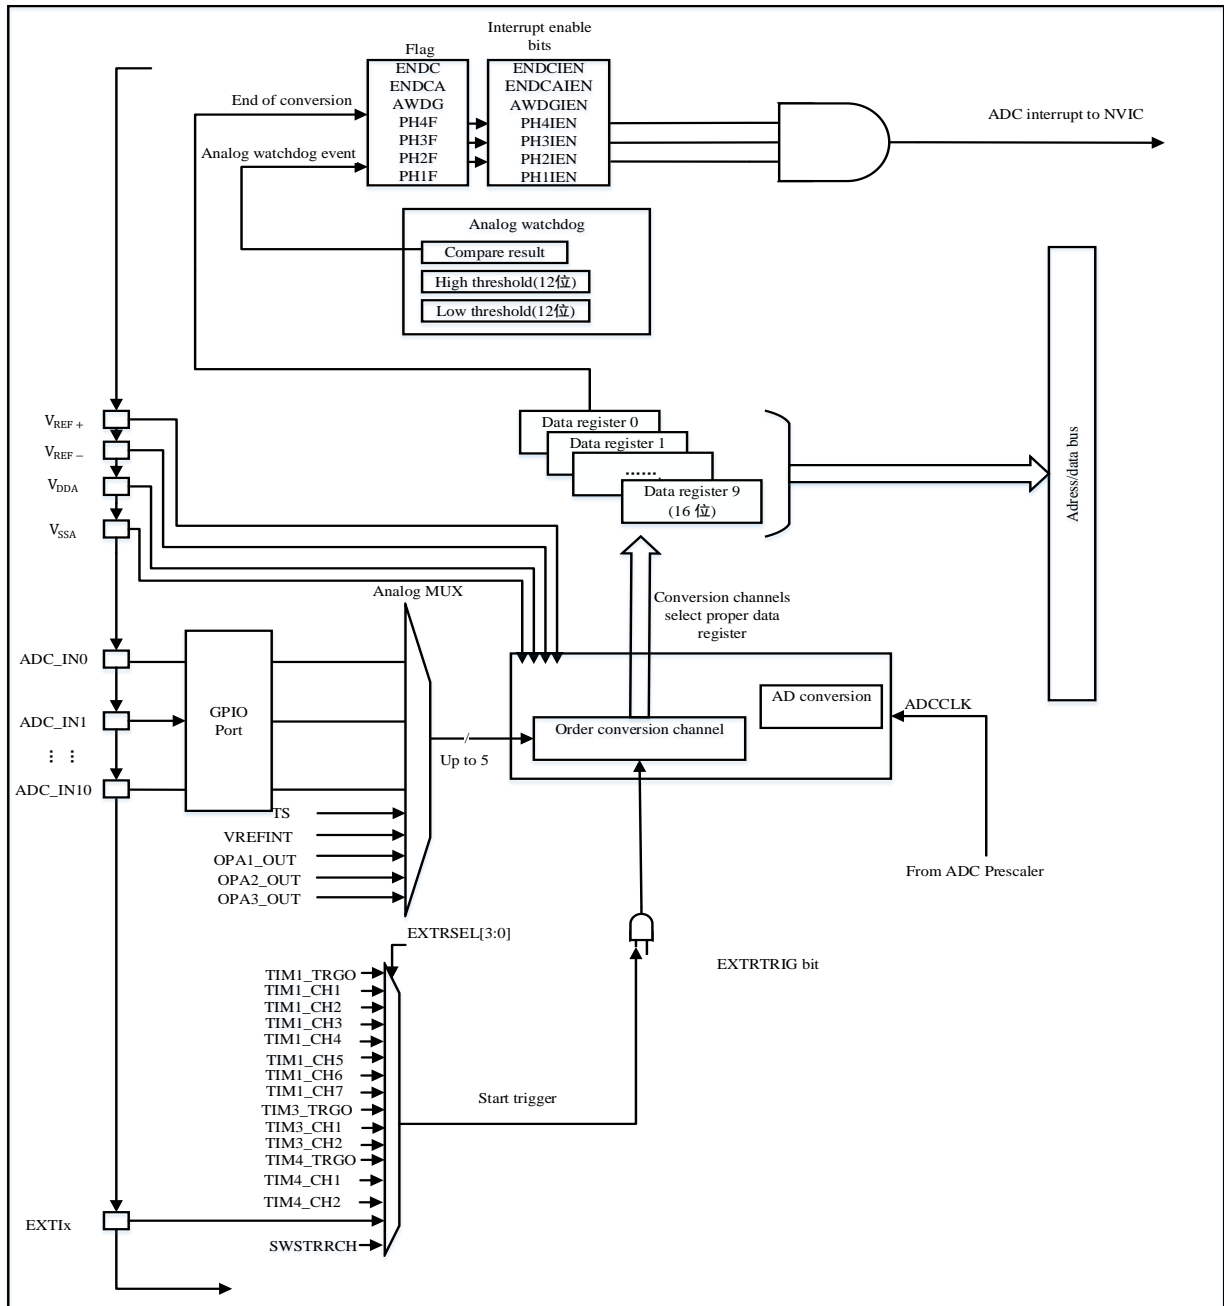 Interrupt enable
bits
Flag
ENDC
ENDCA
AWDG
PH4F
PH3F
PH2F
PH1F
ENDCIEN
ENDCAIEN
AWDGIEN
PH4IEN
PH3IEN
PH2IEN
PH1IEN
End of conversion
Analog watchdog event
ADC interrupt to NVIC
Analog watchdog
Compare result
High threshold(12位)
Low threshold(12位)
VREF +
VREF −
VDDA
VSSA
Data register 0
Data register 1
......
Data register 9
(16 位)
Adress/data bus
Conversion channels
select proper data
register
Analog MUX
ADC_IN0
ADC_IN1
⋮ ⋮
ADC_IN10
GPIO
Port
Up to 5
Order conversion channel
AD conversion
ADCCLK
From ADC Prescaler
TS
VREFINT
OPA1_OUT
OPA2_OUT
OPA3_OUT
EXTRSEL[3:0]
EXTRTRIG bit
TIM1_TRGO
TIM1_CH1
TIM1_CH2
TIM1_CH3
TIM1_CH4
TIM1_CH5
TIM1_CH6
TIM1_CH7
TIM3_TRGO
TIM3_CH1
TIM3_CH2
TIM4_TRGO
TIM4_CH1
TIM4_CH2
Start trigger
EXTIx
SWSTRRCH